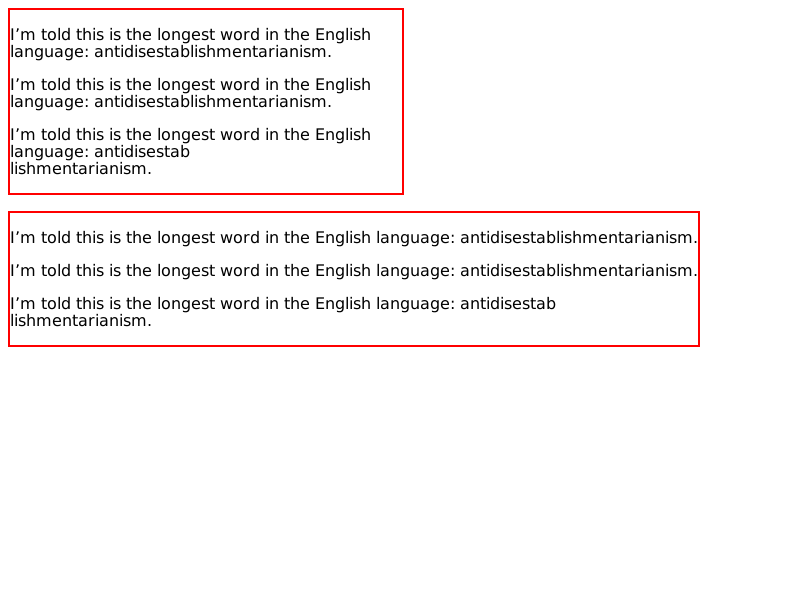 I’m told this is the longest word in the English
language: antidisestablishmentarianism.
I’m told this is the longest word in the English
language: antidisestablishmentarianism.
I’m told this is the longest word in the English
language: antidisestab
lishmentarianism.
I’m told this is the longest word in the English language: antidisestablishmentarianism.
I’m told this is the longest word in the English language: antidisestablishmentarianism.
I’m told this is the longest word in the English language: antidisestab
lishmentarianism.